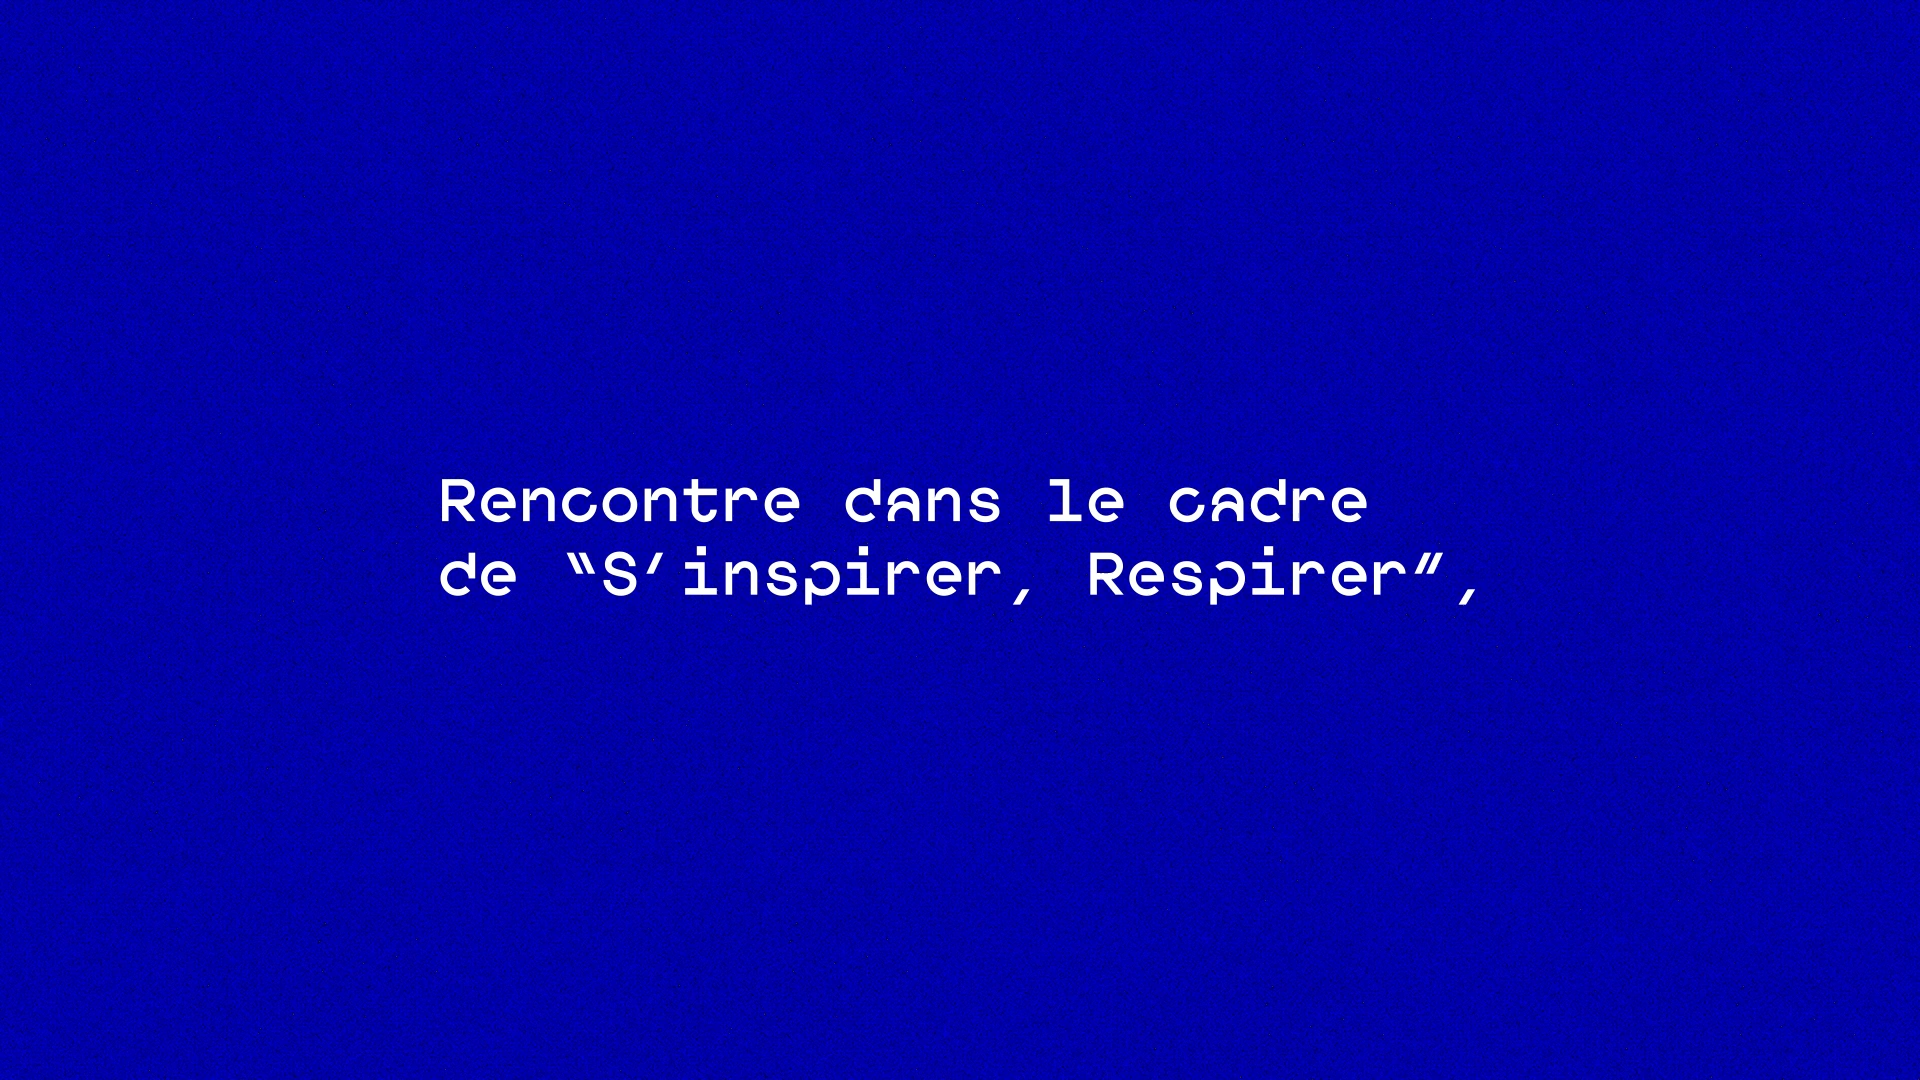 Rencontre dans le cadre
de “S’inspirer, Respirer”,